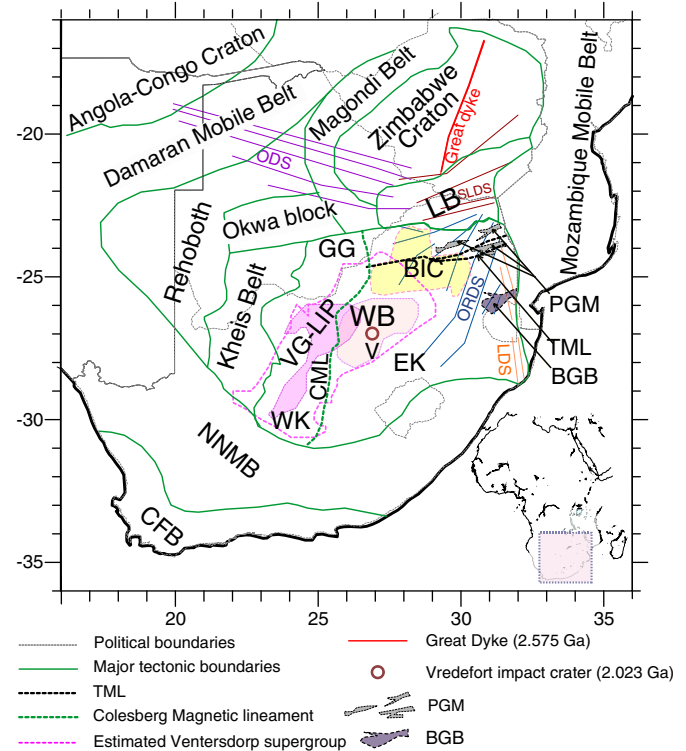 Angola-Congo Craton
Damaran Mobile Belt
Magondi Belt
Zimbabwe
Craton
Great dyke
Mozambique Mobile Belt
-20
ODS
LB
SLDS
Okwa block
Rehoboth
GG
BIC
-25
Kheis Belt
VG-LIP
WB
V
CML
EK
ORDS
LDS
PGM
TML
BGB
WK
-30
NNMB
CFB
-35
20
25
30
35
Political boundaries
Major tectonic boundaries
TML
Colesberg Magnetic lineament
Estimated Ventersdorp supergroup
Great Dyke (2.575 Ga)
Vredefort impact crater (2.023 Ga)
PGM
BGB